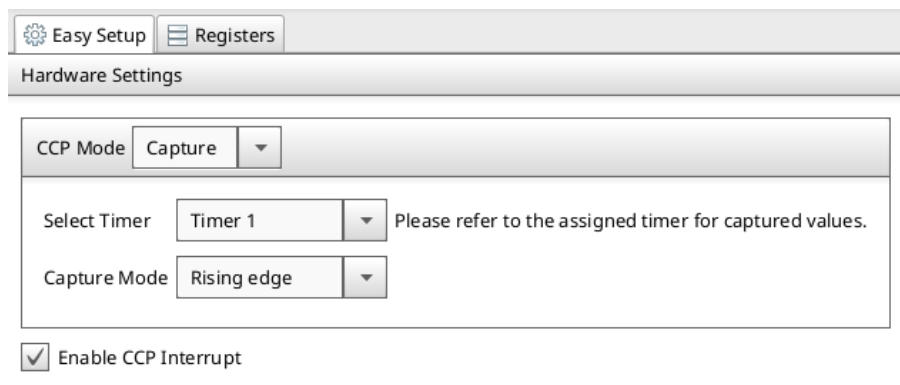 Easy Setup Registers
Hardware Settings
CCP Mode Capture
Select Timer Timer 1 Please refer to the assigned timer for captured values.
Capture Mode Rising edge
Enable CCP Interrupt